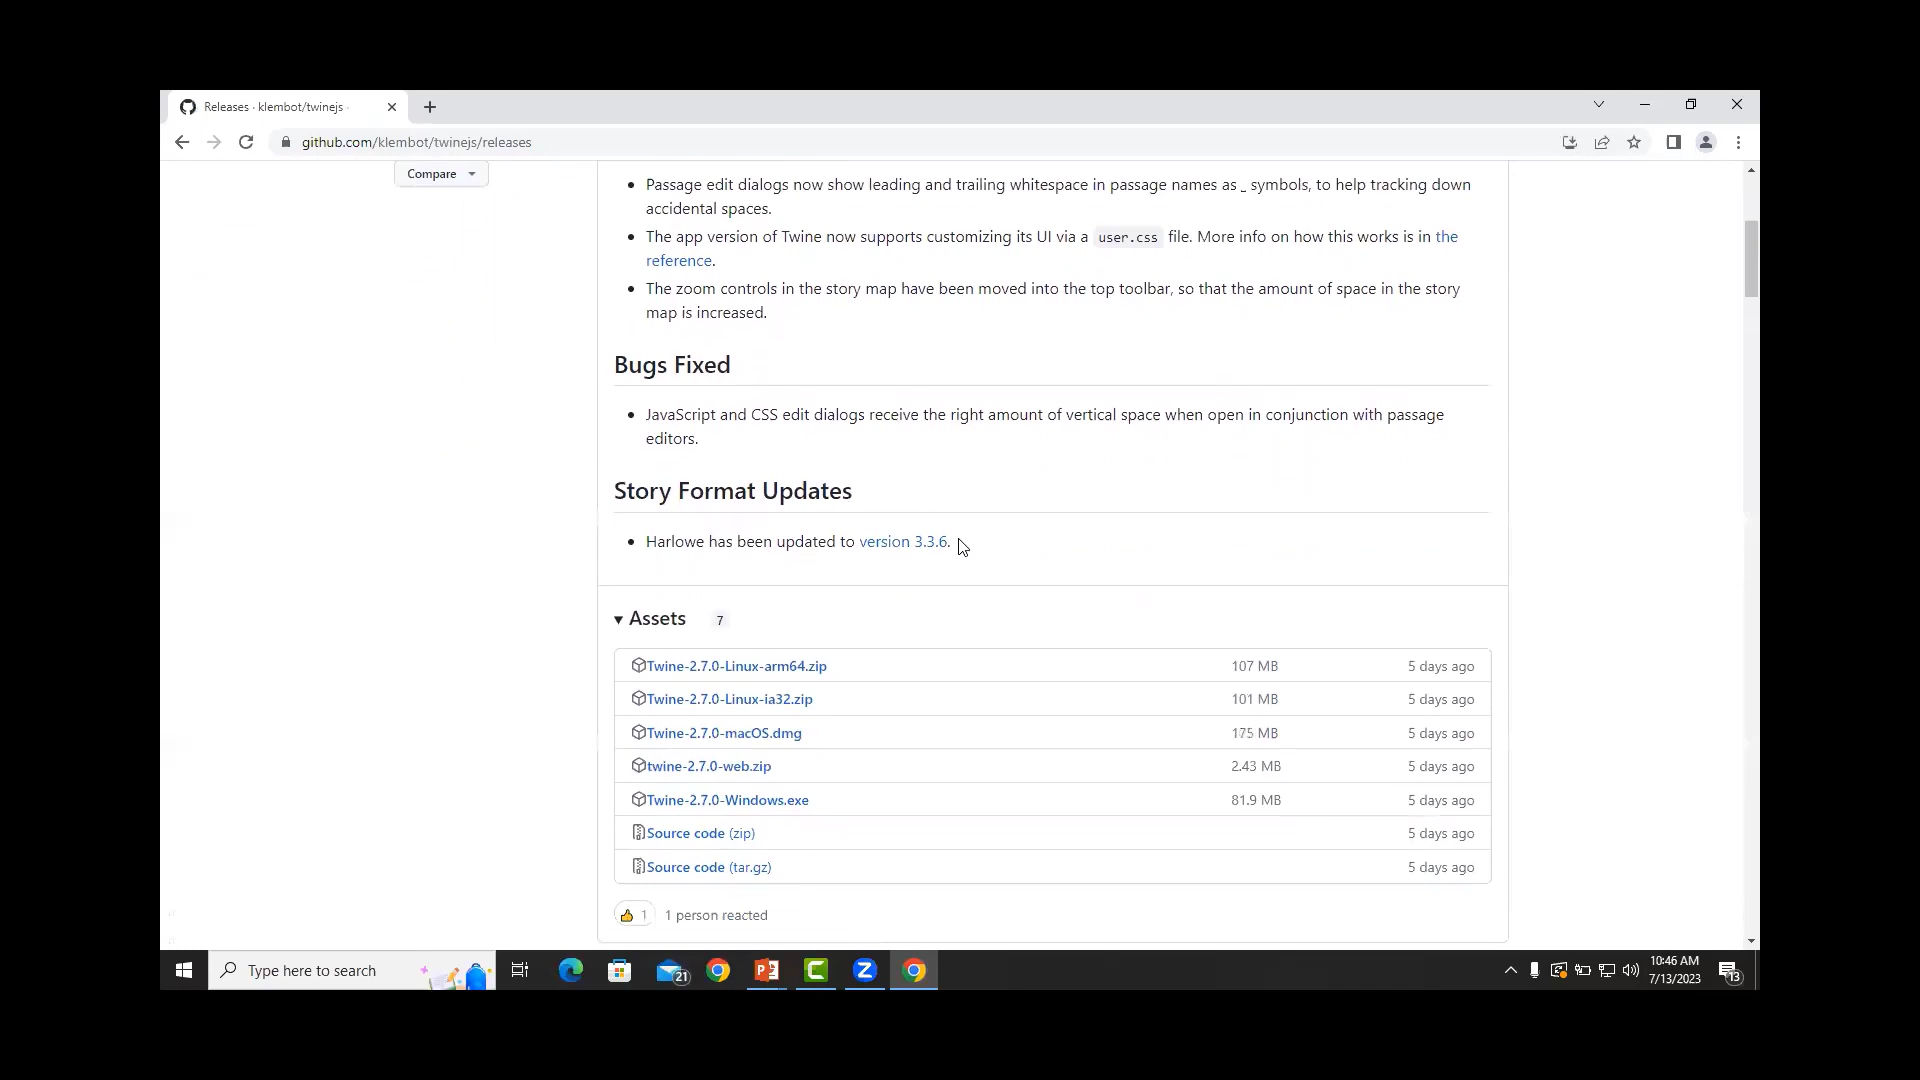 Releases · klembot/twinejs
github.com/klembot/twinejs/releases
Compare
Passage edit dialogs now show leading and trailing whitespace in passage names as _ symbols, to help tracking down
accidental spaces.
The app version of Twine now supports customizing its UI via a user.css file. More info on how this works is in the
reference.
The zoom controls in the story map have been moved into the top toolbar, so that the amount of space in the story
map is increased.
Bugs Fixed
JavaScript and CSS edit dialogs receive the right amount of vertical space when open in conjunction with passage
editors.
Story Format Updates
Harlowe has been updated to version 3.3.6.
Assets 7
Twine-2.7.0-Linux-arm64.zip 107 MB 5 days ago
Twine-2.7.0-Linux-ia32.zip 101 MB 5 days ago
Twine-2.7.0-macOS.dmg 175 MB 5 days ago
twine-2.7.0-web.zip 2.43 MB 5 days ago
Twine-2.7.0-Windows.exe 81.9 MB 5 days ago
Source code (zip) 5 days ago
Source code (tar.gz) 5 days ago
👍 1 1 person reacted
Type here to search
21
10:46 AM
7/13/2023
13